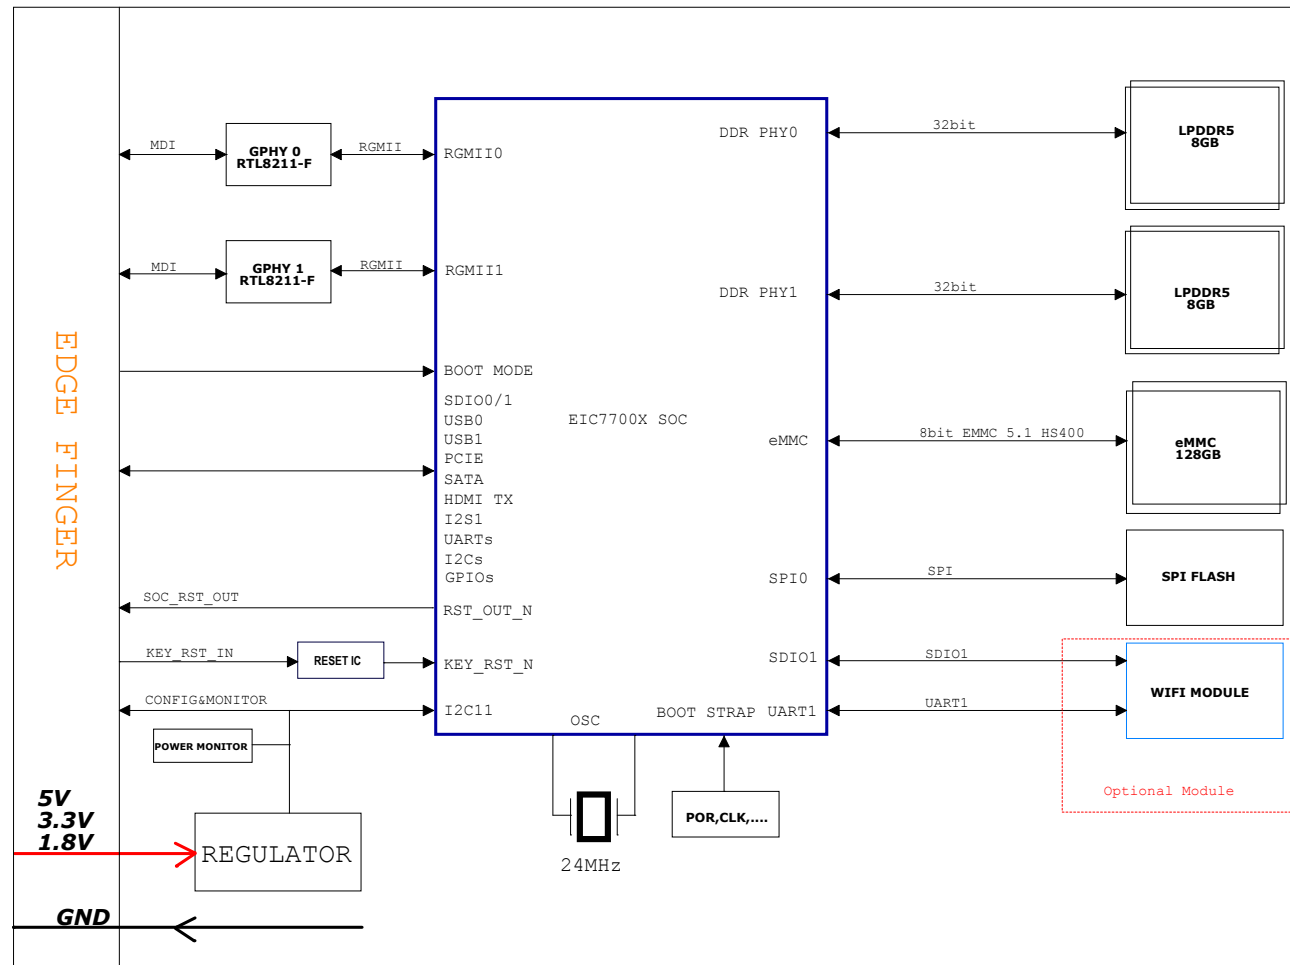 EDGE FINGER
MDI
GPHY 0
RTL8211-F
RGMII
RGMII0
MDI
GPHY 1
RTL8211-F
RGMII
RGMII1
BOOT MODE
SDIO0/1
USB0
USB1
PCIE
SATA
HDMI TX
I2S1
UARTs
I2Cs
GPIOs
SOC_RST_OUT
RST_OUT_N
KEY_RST_IN
RESET IC
KEY_RST_N
CONFIG&MONITOR
I2C11
POWER MONITOR
5V
3.3V
1.8V
REGULATOR
GND
EIC7700X SOC
OSC
24MHz
BOOT STRAP
POR,CLK,....
DDR PHY0
32bit
LPDDR5
8GB
DDR PHY1
32bit
LPDDR5
8GB
eMMC
8bit EMMC 5.1 HS400
eMMC
128GB
SPI0
SPI
SPI FLASH
SDIO1
SDIO1
WIFI MODULE
UART1
UART1
Optional Module